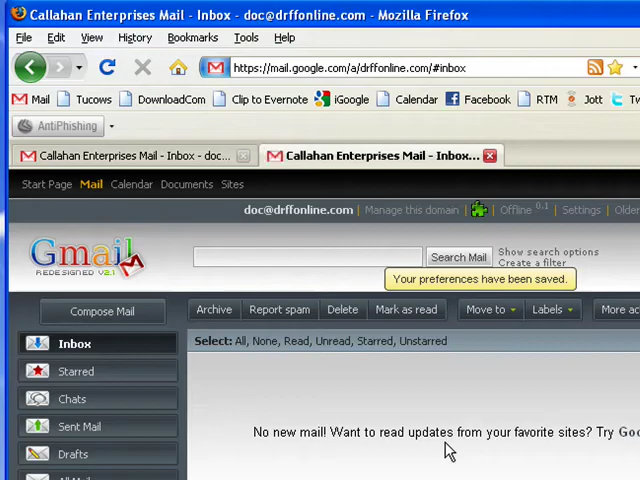 Callahan Enterprises Mail - Inbox - doc@drffonline.com - Mozilla Firefox
File Edit View History Bookmarks Tools Help
https://mail.google.com/a/drffonline.com/#inbox
Mail Tucows DownloadCom Clip to Evernote iGoogle Calendar Facebook RTM Jott Tw
AntiPhishing
Callahan Enterprises Mail - Inbox - doc... Callahan Enterprises Mail - Inbox...
Start Page Mail Calendar Documents Sites
doc@drffonline.com | Manage this domain | Offline 0.1 | Settings | Older
Gmail
REDESIGNED V2.1
Search Mail
Show search options
Create a filter
Your preferences have been saved.
Compose Mail
Archive Report spam Delete Mark as read Move to Labels More ac
Inbox
Select: All, None, Read, Unread, Starred, Unstarred
Starred
Chats
Sent Mail
No new mail! Want to read updates from your favorite sites? Try Goo
Drafts
All Mail